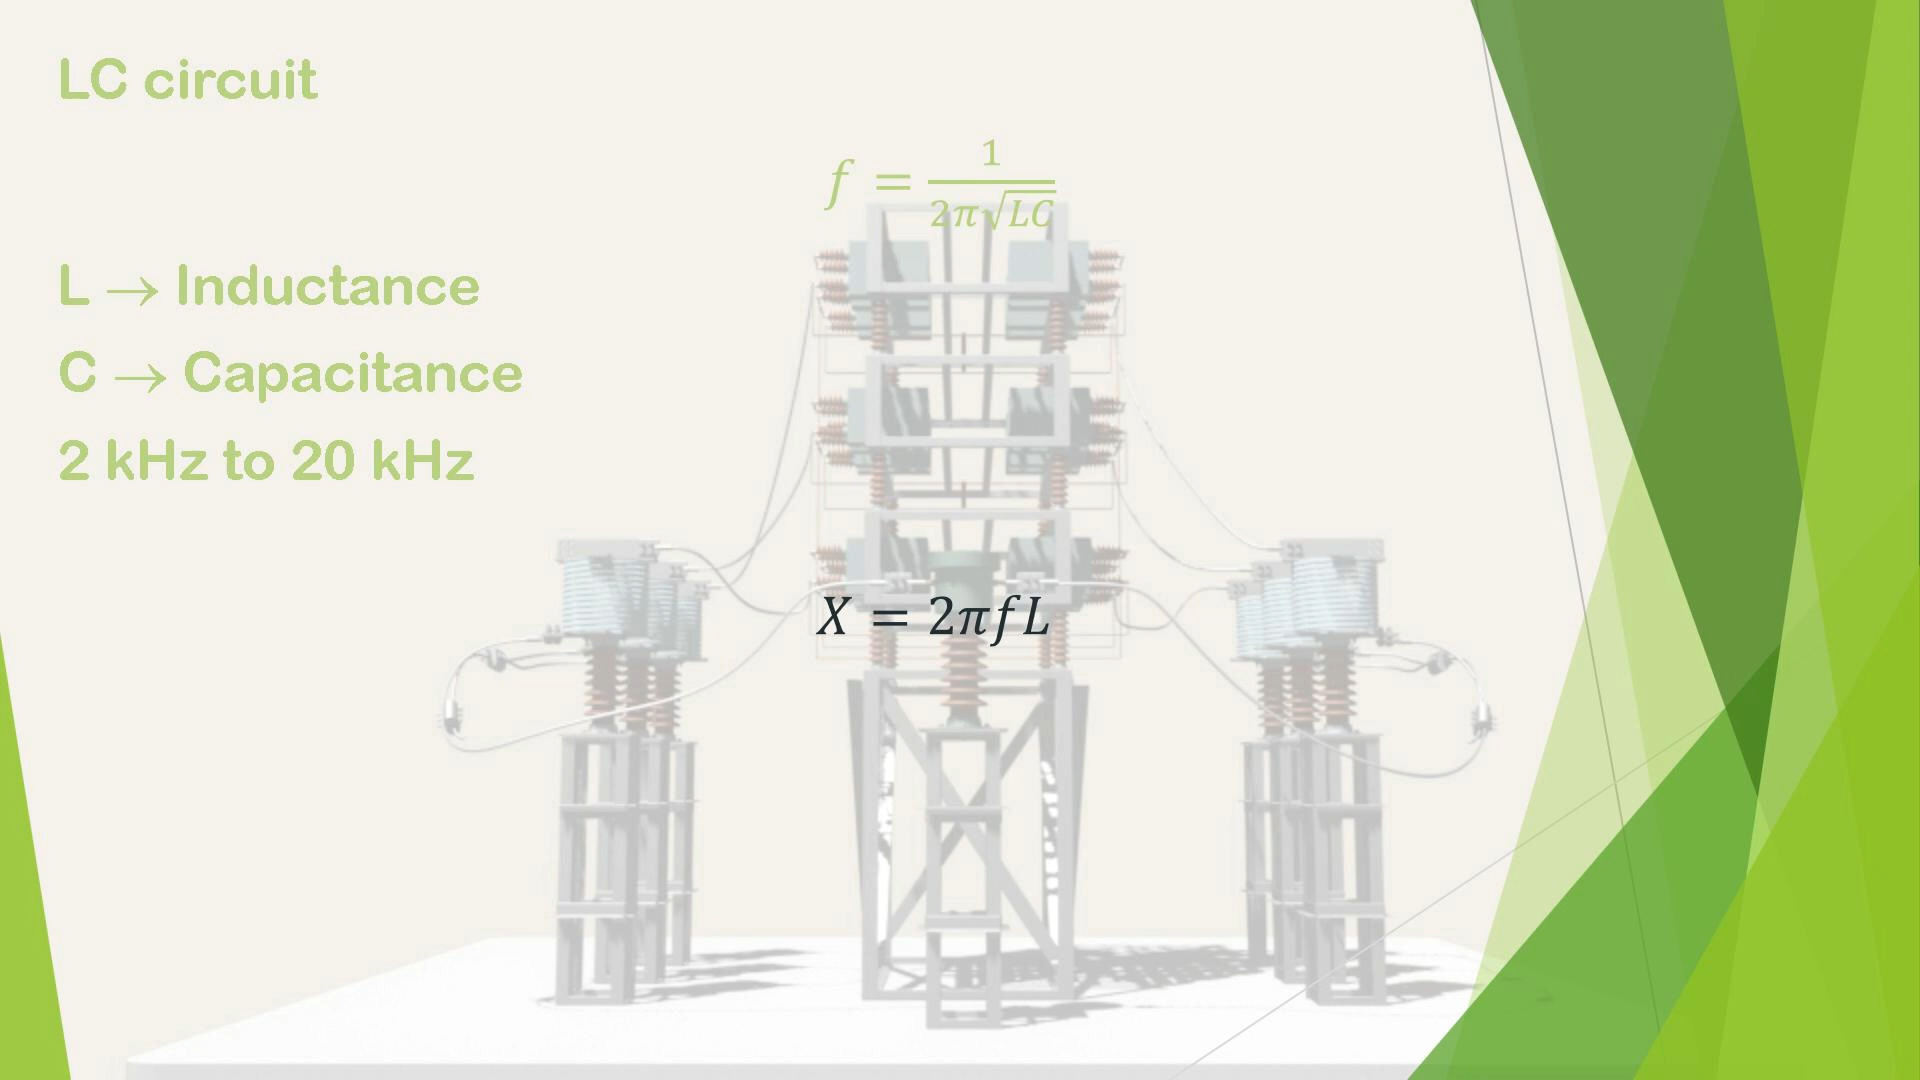 LC circuit
f = 1/(2π√LC)
L → Inductance
C → Capacitance
2 kHz to 20 kHz
X = 2πfL